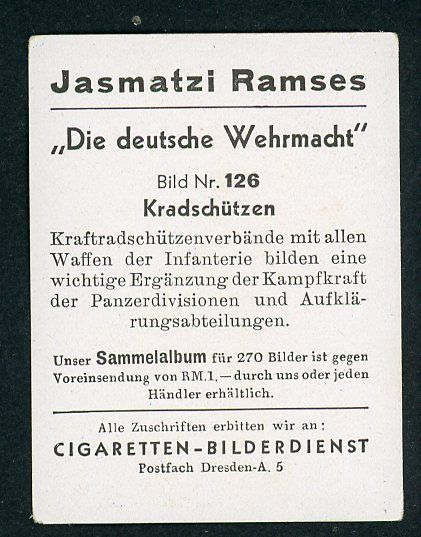 Jasmatzi Ramses
„Die deutsche Wehrmacht“
Bild Nr. 126
Kradschützen
Kraftradschützenverbände mit allen
Waffen der Infanterie bilden eine
wichtige Ergänzung der Kampfkraft
der Panzerdivisionen und Aufklä-
rungsabteilungen.
Unser Sammelalbum für 270 Bilder ist gegen
Voreinsendung von RM.1.— durch uns oder jeden
Händler erhältlich.
Alle Zuschriften erbitten wir an:
CIGARETTEN-BILDERDIENST
Postfach Dresden-A. 5